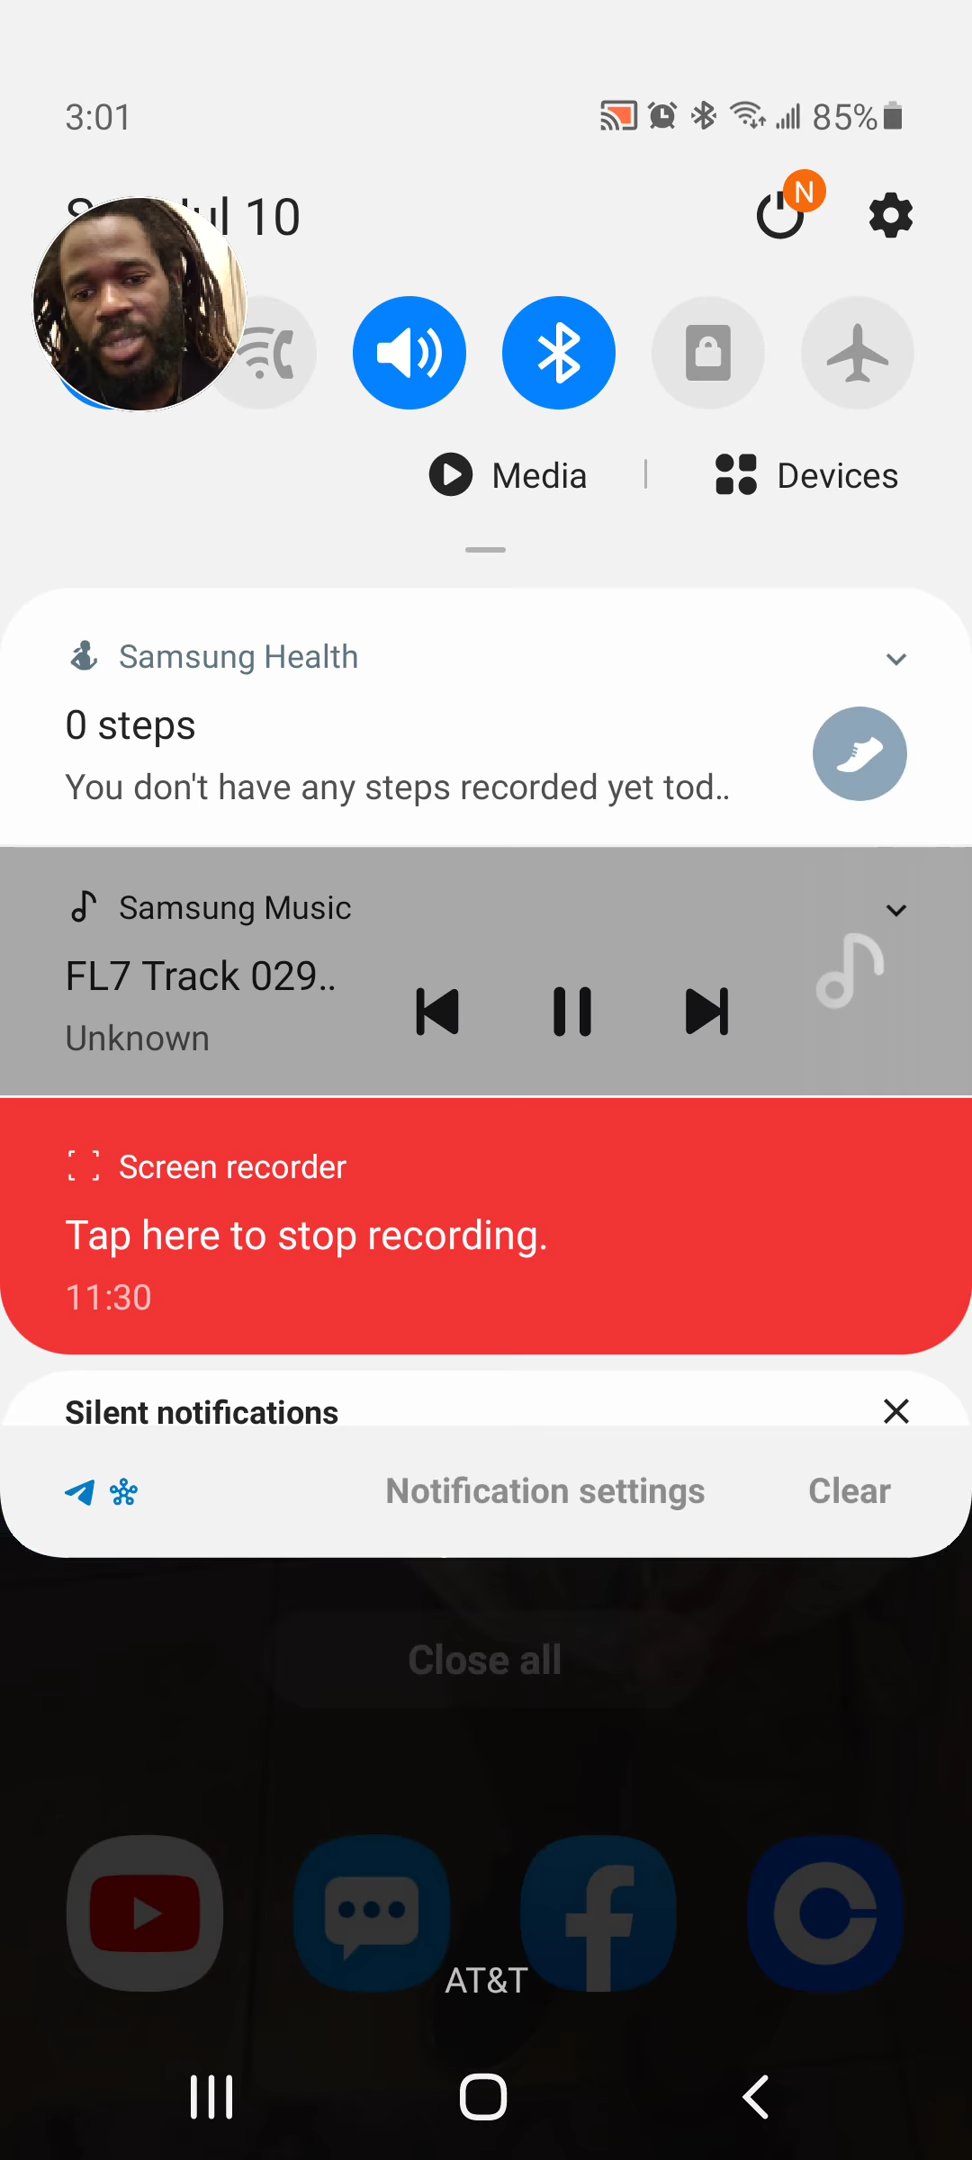 3:01
85%
Jul 10
N
Media
Devices
Samsung Health
0 steps
You don't have any steps recorded yet tod..
Samsung Music
FL7 Track 029..
Unknown
Screen recorder
Tap here to stop recording.
11:30
Silent notifications
Notification settings
Clear
Close all
AT&T